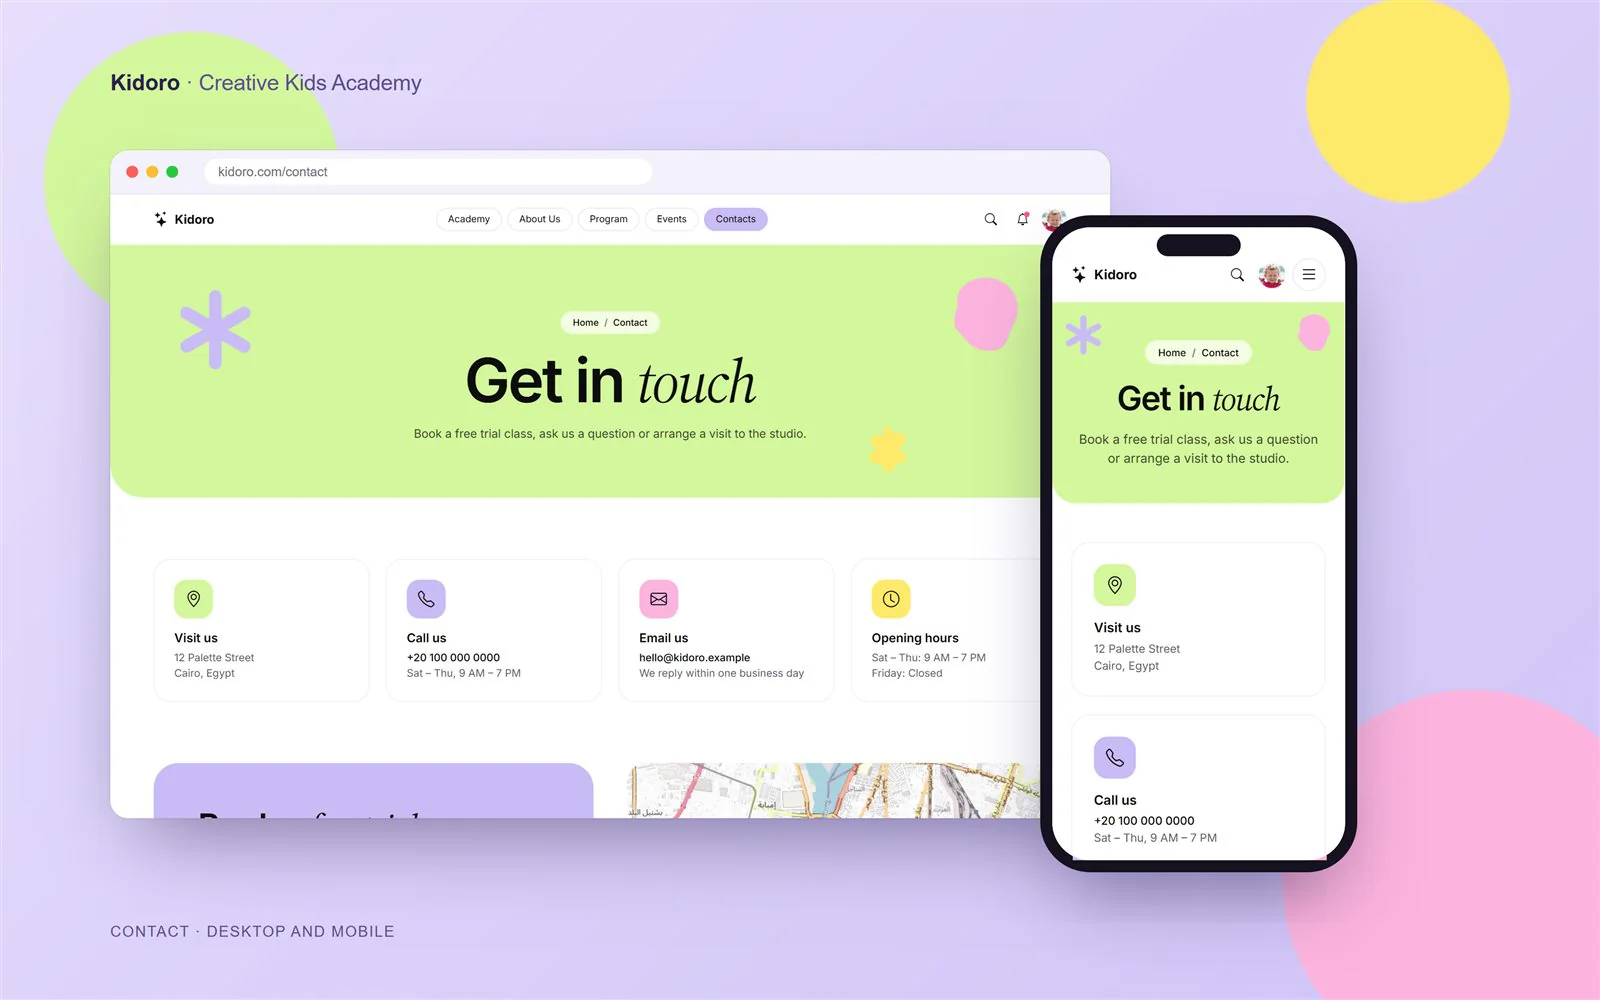 Kidoro · Creative Kids Academy
kidoro.com/contact
Kidoro
Academy
About Us
Program
Events
Contacts
Home / Contact
Get in touch
Book a free trial class, ask us a question or arrange a visit to the studio.
Visit us
12 Palette Street
Cairo, Egypt
Call us
+20 100 000 0000
Sat – Thu, 9 AM – 7 PM
Email us
hello@kidoro.example
We reply within one business day
Opening hours
Sat – Thu: 9 AM – 7 PM
Friday: Closed
إمبابة
بشتيل البلد
Kidoro
Home / Contact
Get in touch
Book a free trial class, ask us a question
or arrange a visit to the studio.
Visit us
12 Palette Street
Cairo, Egypt
Call us
+20 100 000 0000
Sat – Thu, 9 AM – 7 PM
CONTACT · DESKTOP AND MOBILE